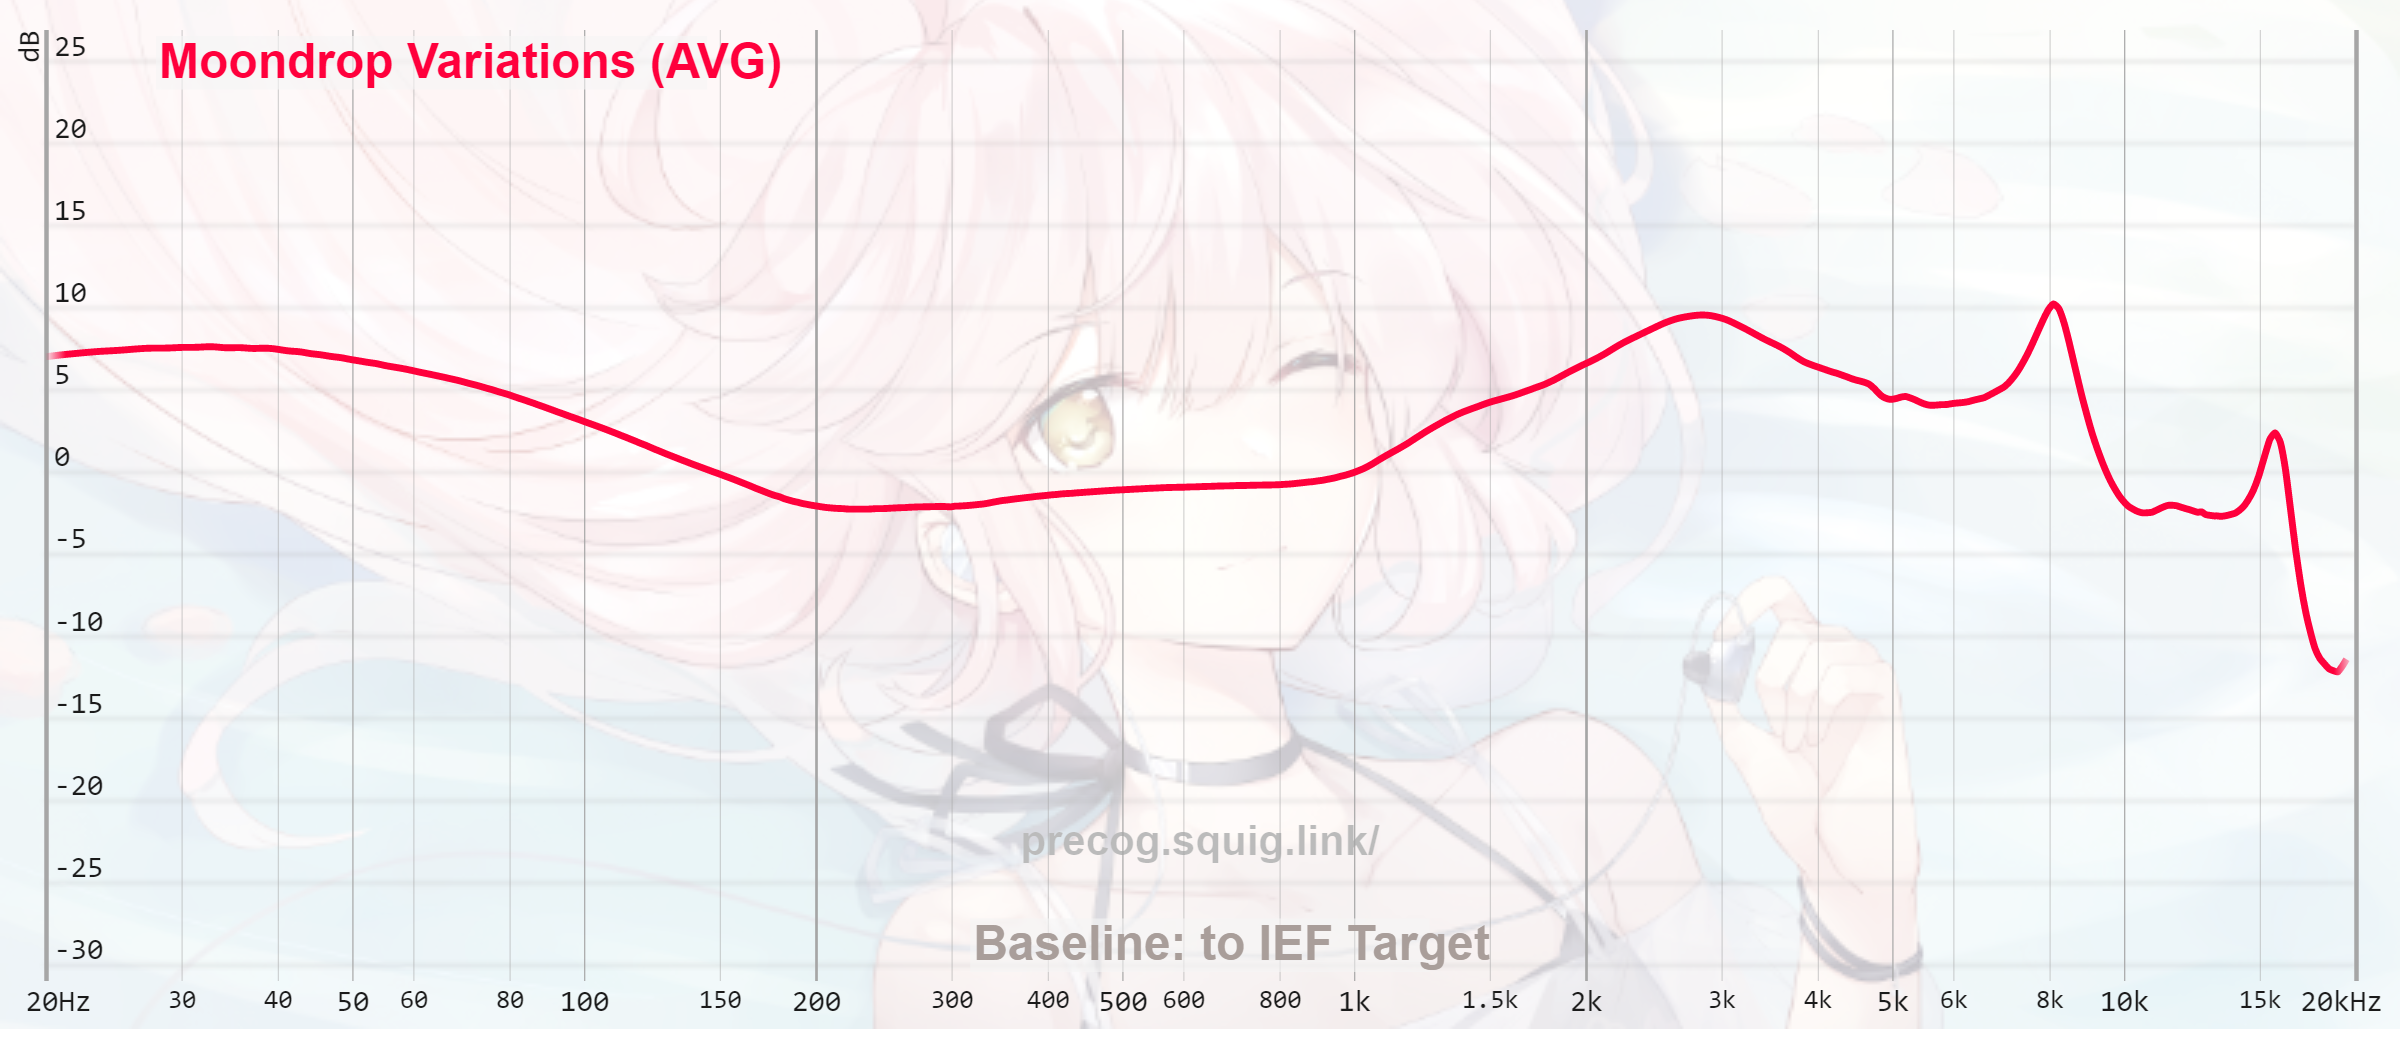 dB
25
Moondrop Variations (AVG)
20
15
10
5
0
-5
-10
-15
-20
precog.squig.link/
-25
Baseline: to IEF Target
-30
20Hz 30 40 50 60 80 100 150 200 300 400 500 600 800 1k 1.5k 2k 3k 4k 5k 6k 8k 10k 15k 20kHz